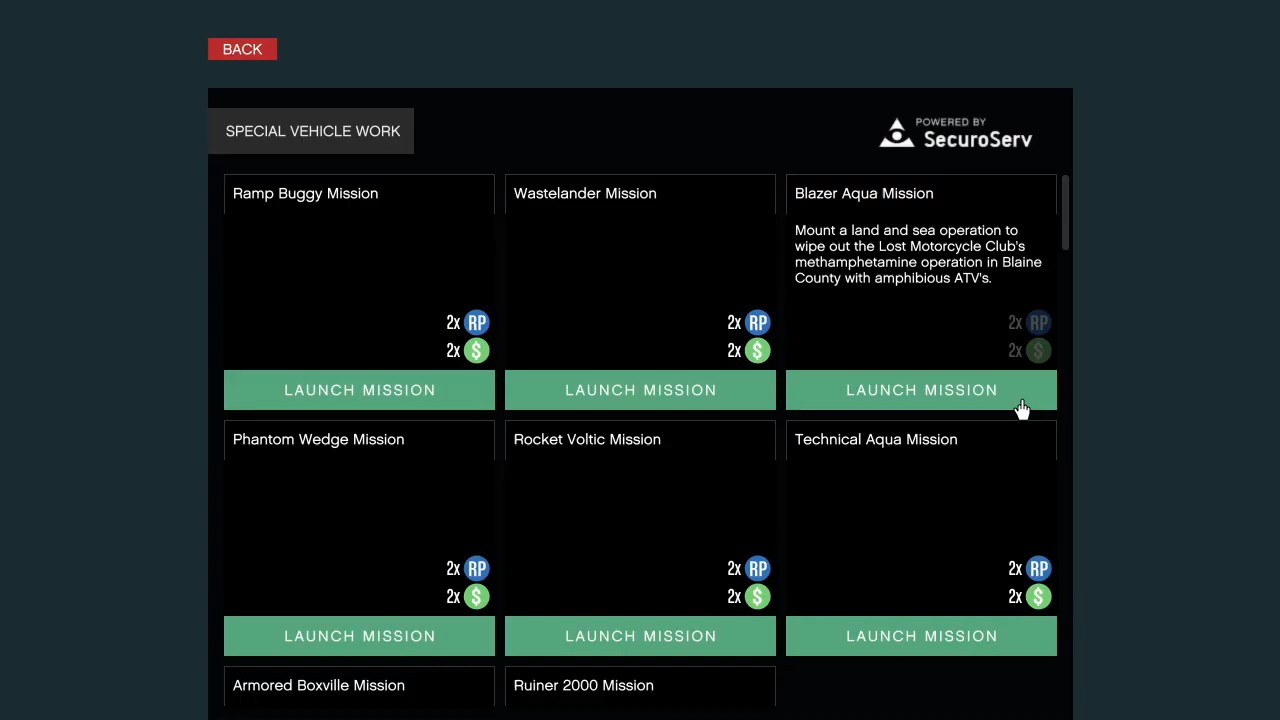 BACK
SPECIAL VEHICLE WORK
POWERED BY
SecuroServ
Ramp Buggy Mission
2x RP
2x $
LAUNCH MISSION
Wastelander Mission
2x RP
2x $
LAUNCH MISSION
Blazer Aqua Mission
Mount a land and sea operation to
wipe out the Lost Motorcycle Club's
methamphetamine operation in Blaine
County with amphibious ATV's.
2x RP
2x $
LAUNCH MISSION
Phantom Wedge Mission
2x RP
2x $
LAUNCH MISSION
Rocket Voltic Mission
2x RP
2x $
LAUNCH MISSION
Technical Aqua Mission
2x RP
2x $
LAUNCH MISSION
Armored Boxville Mission
Ruiner 2000 Mission